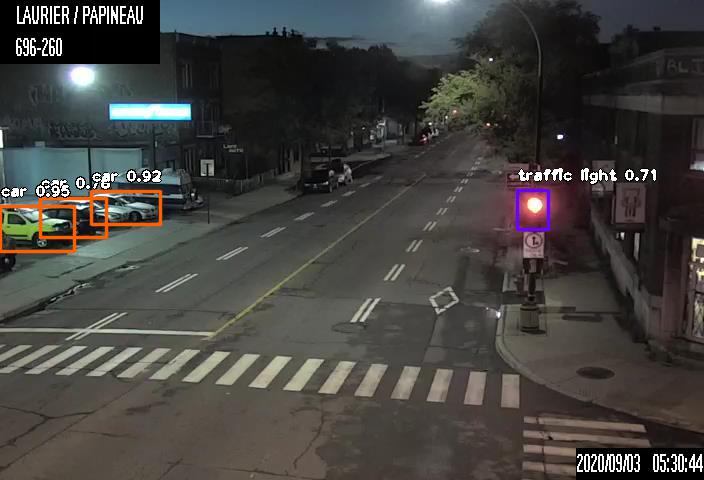 LAURIER / PAPINEAU
696-260
car 0.95
car 0.76
car 0.92
traffic light 0.71
2020/09/03 05:30:44